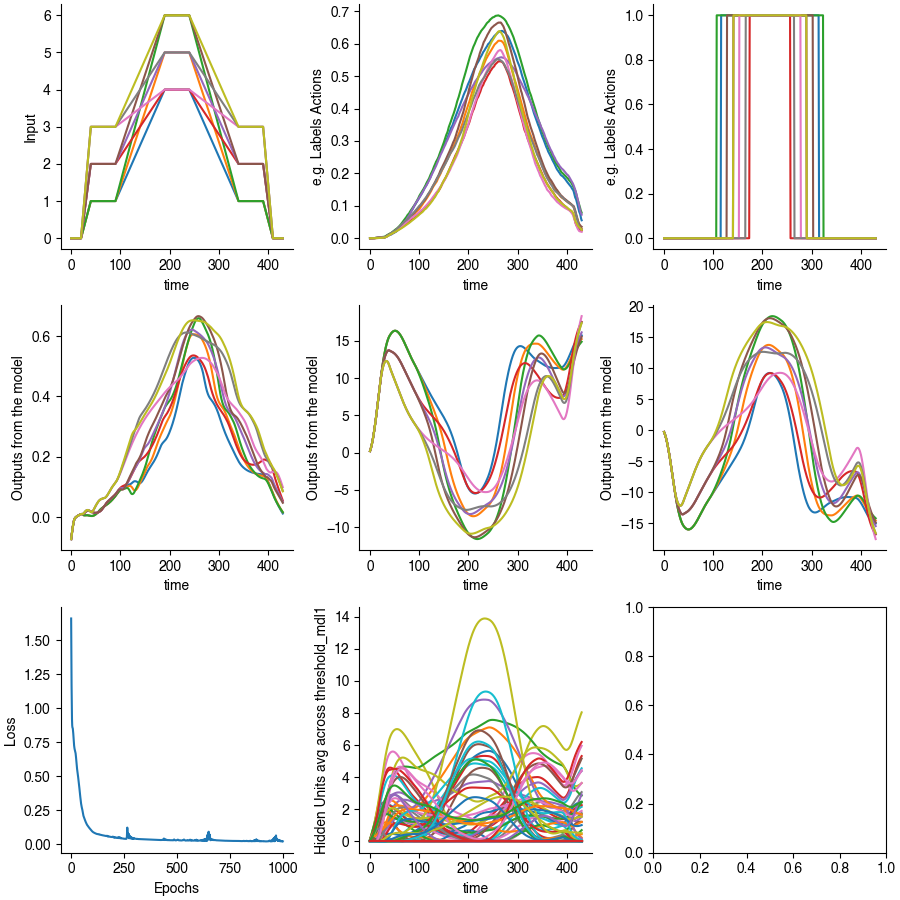 6
5
4
3
2
1
0
Input
0 100 200 300 400
time
0.7
0.6
0.5
0.4
0.3
0.2
0.1
0.0
e.g. Labels Actions
0 100 200 300 400
time
1.0
0.8
0.6
0.4
0.2
0.0
e.g. Labels Actions
0 100 200 300 400
time
0.6
0.4
0.2
0.0
Outputs from the model
0 100 200 300 400
time
15
10
5
0
−5
−10
Outputs from the model
0 100 200 300 400
time
20
15
10
5
0
−5
−10
−15
Outputs from the model
0 100 200 300 400
time
1.50
1.25
1.00
0.75
0.50
0.25
0.00
Loss
0 250 500 750 1000
Epochs
14
12
10
8
6
4
2
0
Hidden Units avg across threshold_mdl1
0 100 200 300 400
time
1.0
0.8
0.6
0.4
0.2
0.0
0.0 0.2 0.4 0.6 0.8 1.0